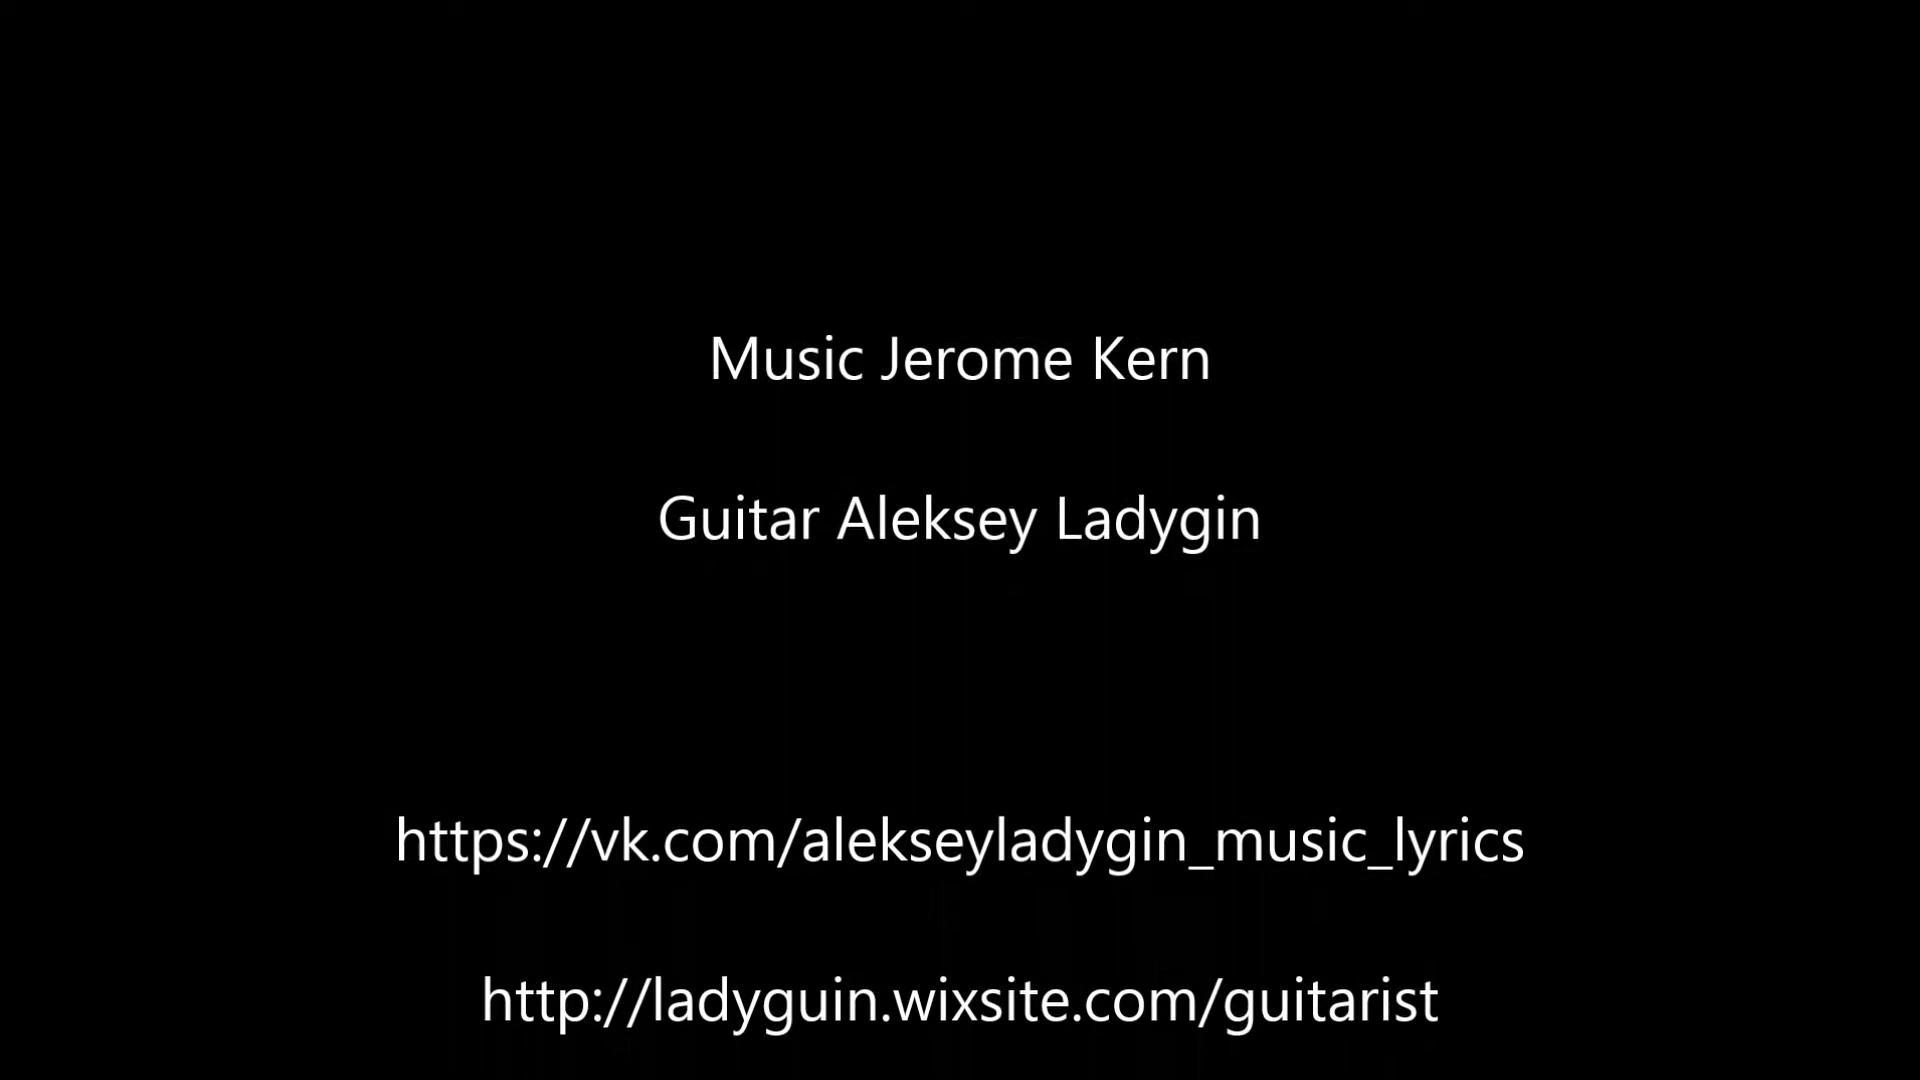 Music Jerome Kern
Guitar Aleksey Ladygin
https://vk.com/alekseyladygin_music_lyrics
http://ladyguin.wixsite.com/guitarist